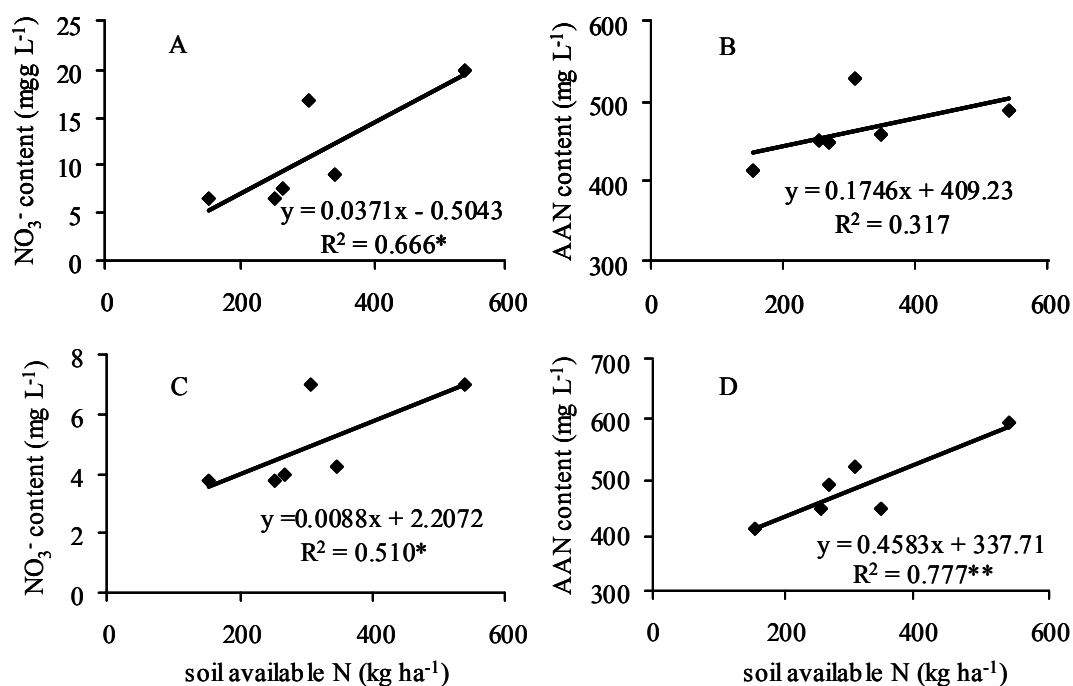 A
NO₃⁻ content (mgg L⁻¹)
25
20
15
10
5
0
y = 0.0371x - 0.5043
R² = 0.666*
0 200 400 600
B
AAN content (mg L⁻¹)
600
500
400
300
y = 0.1746x + 409.23
R² = 0.317
0 200 400 600
C
NO₃⁻ content (mg L⁻¹)
8
6
4
2
0
y =0.0088x + 2.2072
R² = 0.510*
0 200 400 600
soil available N (kg ha⁻¹)
D
AAN content (mg L⁻¹)
700
600
500
400
300
y = 0.4583x + 337.71
R² = 0.777**
0 200 400 600
soil available N (kg ha⁻¹)